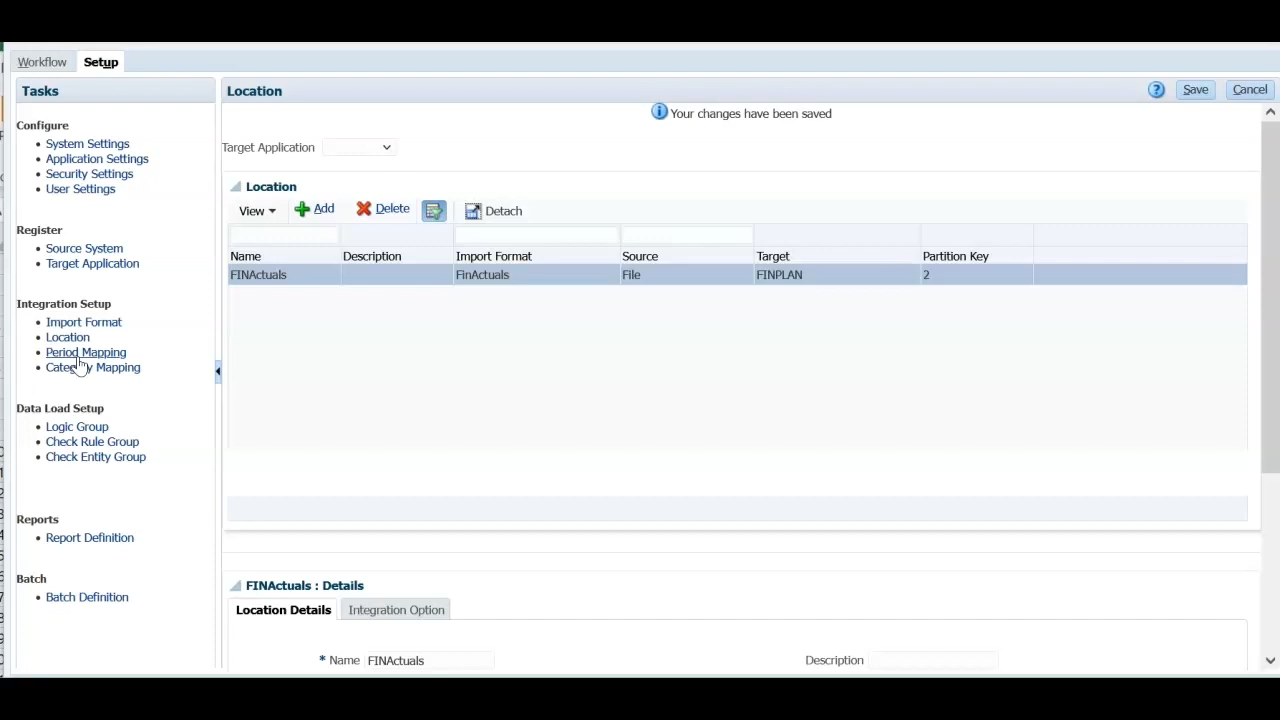 Workflow
Setup
Tasks
Location
Save
Cancel
Your changes have been saved
Configure
System Settings
Application Settings
Security Settings
User Settings
Target Application
Location
View
Add
Delete
Detach
Register
Source System
Target Application
Name Description Import Format Source Target Partition Key
FINActuals FinActuals File FINPLAN 2
Integration Setup
Import Format
Location
Period Mapping
Category Mapping
Data Load Setup
Logic Group
Check Rule Group
Check Entity Group
Reports
Report Definition
Batch
Batch Definition
FINActuals : Details
Location Details
Integration Option
* Name FINActuals
Description